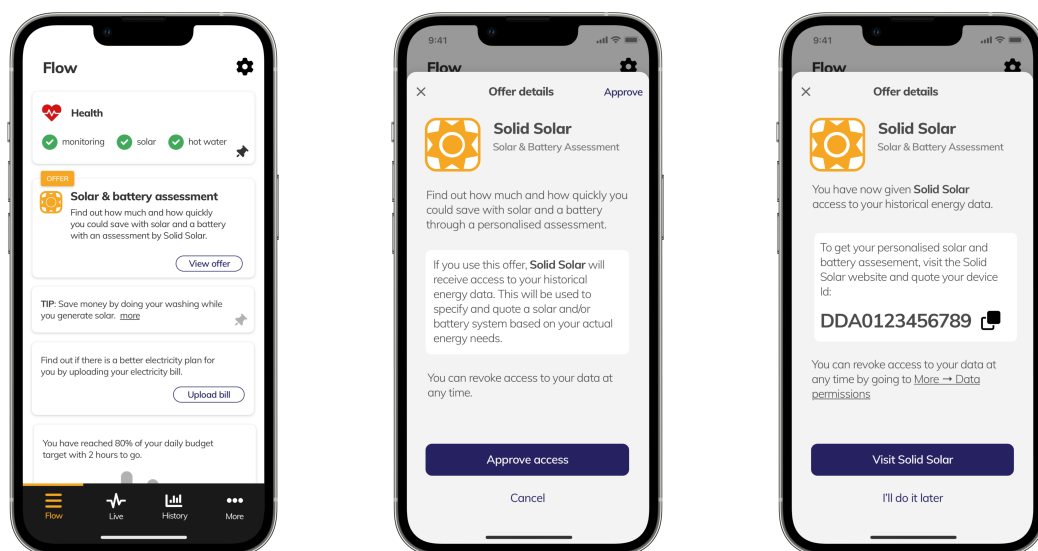 Flow
Health
monitoring
solar
hot water
OFFER
Solar & battery assessment
Find out how much and how quickly
you could save with solar and a battery
with an assessment by Solid Solar.
View offer
TIP: Save money by doing your washing while
you generate solar. more
Find out if there is a better electricity plan for
you by uploading your electricity bill.
Upload bill
You have reached 80% of your daily budget
target with 2 hours to go.
Flow
Live
History
More
9:41
Flow
Offer details
Approve
Solid Solar
Solar & Battery Assessment
Find out how much and how quickly you
could save with solar and a battery
through a personalised assessment.
If you use this offer, Solid Solar will
receive access to your historical
energy data. This will be used to
specify and quote a solar and/or
battery system based on your actual
energy needs.
You can revoke access to your data at
any time.
Approve access
Cancel
9:41
Flow
Offer details
Solid Solar
Solar & Battery Assessment
You have now given Solid Solar
access to your historical energy data.
To get your personalised solar and
battery assesement, visit the Solid
Solar website and quote your device
Id:
DDA0123456789
You can revoke access to your data at
any time by going to More → Data
permissions
Visit Solid Solar
I'll do it later